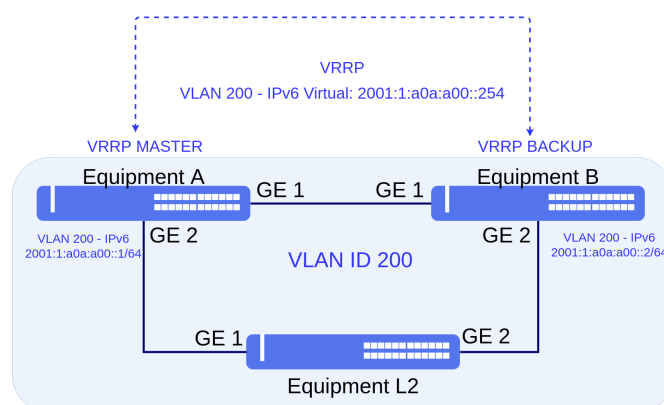 VRRP
VLAN 200 - IPv6 Virtual: 2001:1:a0a:a00::254
VRRP MASTER
VRRP BACKUP
Equipment A
Equipment B
GE 1
GE 1
VLAN 200 - IPv6
2001:1:a0a:a00::1/64
GE 2
GE 2
VLAN 200 - IPv6
2001:1:a0a:a00::2/64
VLAN ID 200
GE 1
GE 2
Equipment L2